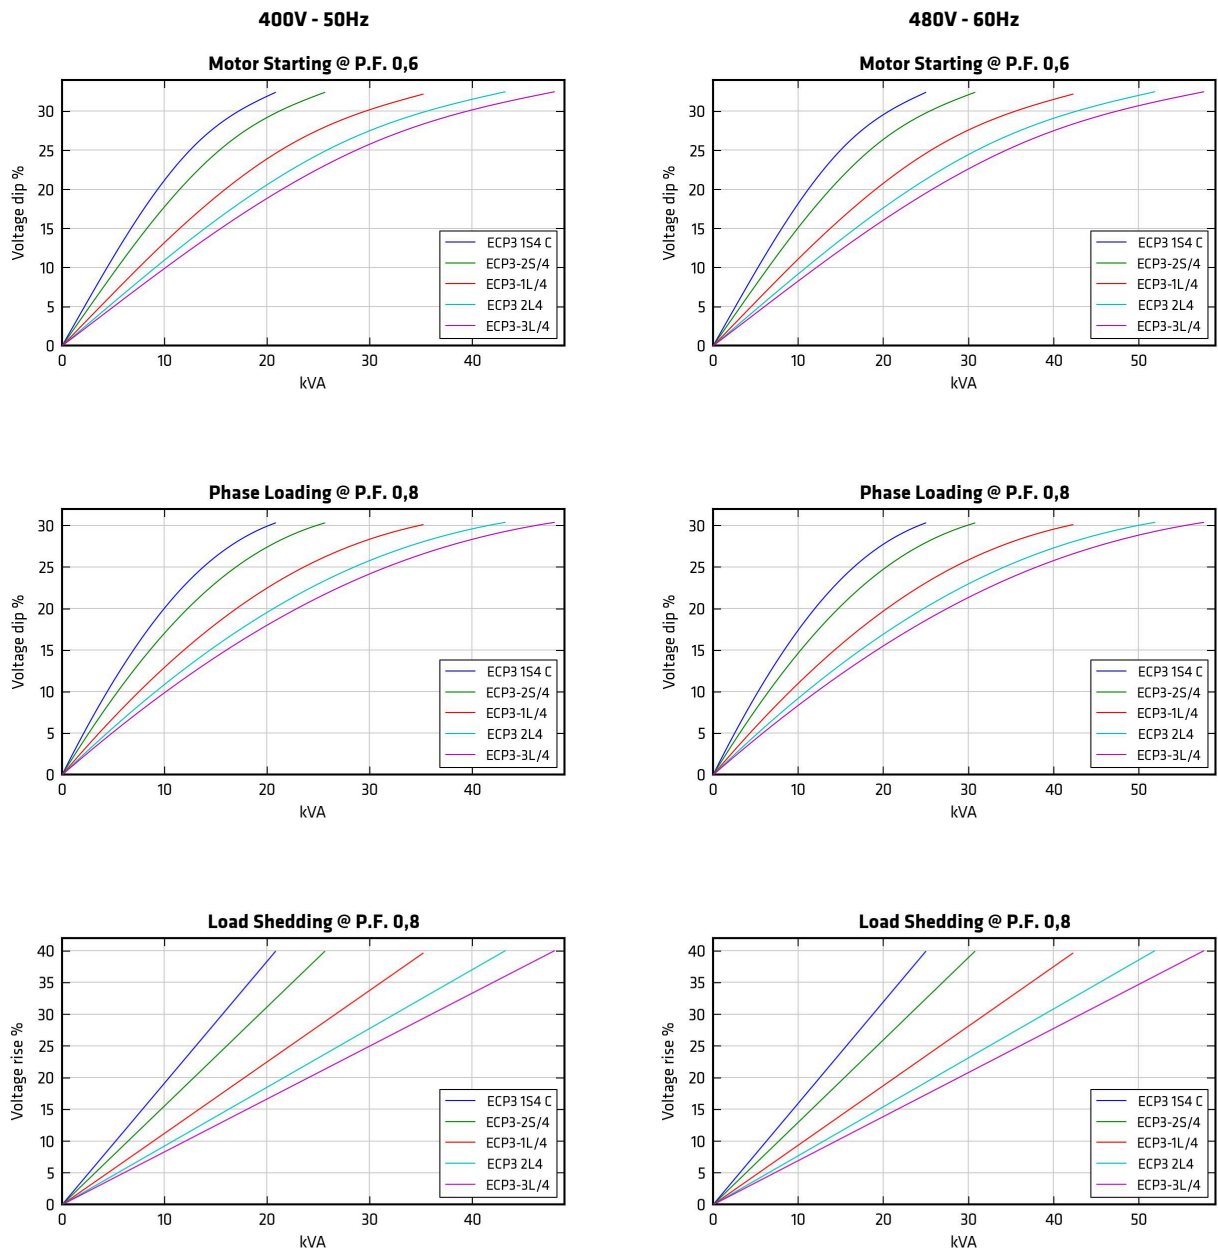 400V - 50Hz
480V - 60Hz
Motor Starting @ P.F. 0,6
Voltage dip %
30
25
20
15
10
5
0
0 10 20 30 40
kVA
ECP3 1S4 C
ECP3-2S/4
ECP3-1L/4
ECP3 2L4
ECP3-3L/4
Motor Starting @ P.F. 0,6
Voltage dip %
30
25
20
15
10
5
0
0 10 20 30 40 50
kVA
ECP3 1S4 C
ECP3-2S/4
ECP3-1L/4
ECP3 2L4
ECP3-3L/4
Phase Loading @ P.F. 0,8
Voltage dip %
30
25
20
15
10
5
0
0 10 20 30 40
kVA
ECP3 1S4 C
ECP3-2S/4
ECP3-1L/4
ECP3 2L4
ECP3-3L/4
Phase Loading @ P.F. 0,8
Voltage dip %
30
25
20
15
10
5
0
0 10 20 30 40 50
kVA
ECP3 1S4 C
ECP3-2S/4
ECP3-1L/4
ECP3 2L4
ECP3-3L/4
Load Shedding @ P.F. 0,8
Voltage rise %
40
35
30
25
20
15
10
5
0
0 10 20 30 40
kVA
ECP3 1S4 C
ECP3-2S/4
ECP3-1L/4
ECP3 2L4
ECP3-3L/4
Load Shedding @ P.F. 0,8
Voltage rise %
40
35
30
25
20
15
10
5
0
0 10 20 30 40 50
kVA
ECP3 1S4 C
ECP3-2S/4
ECP3-1L/4
ECP3 2L4
ECP3-3L/4